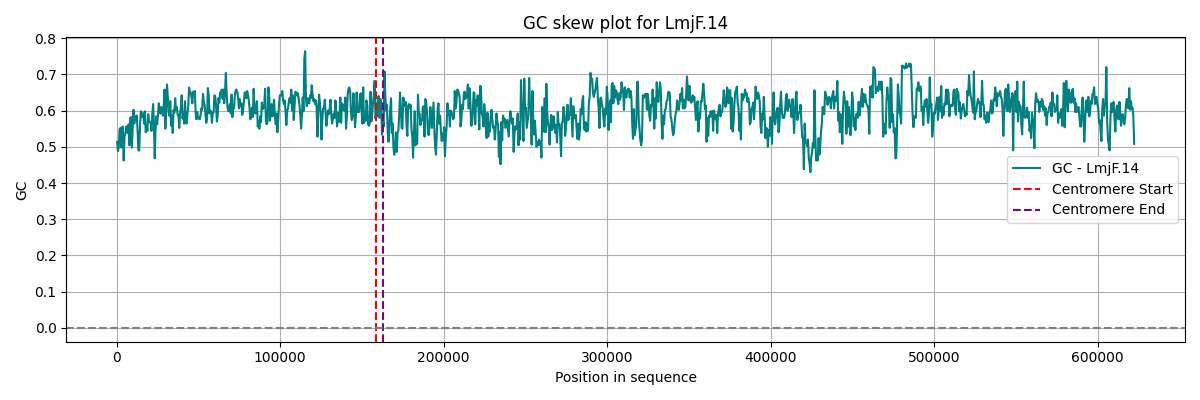 GC skew plot for LmjF.14
0.8
0.7
0.6
0.5
0.4
0.3
0.2
0.1
0.0
GC
GC - LmjF.14
Centromere Start
Centromere End
0 100000 200000 300000 400000 500000 600000
Position in sequence